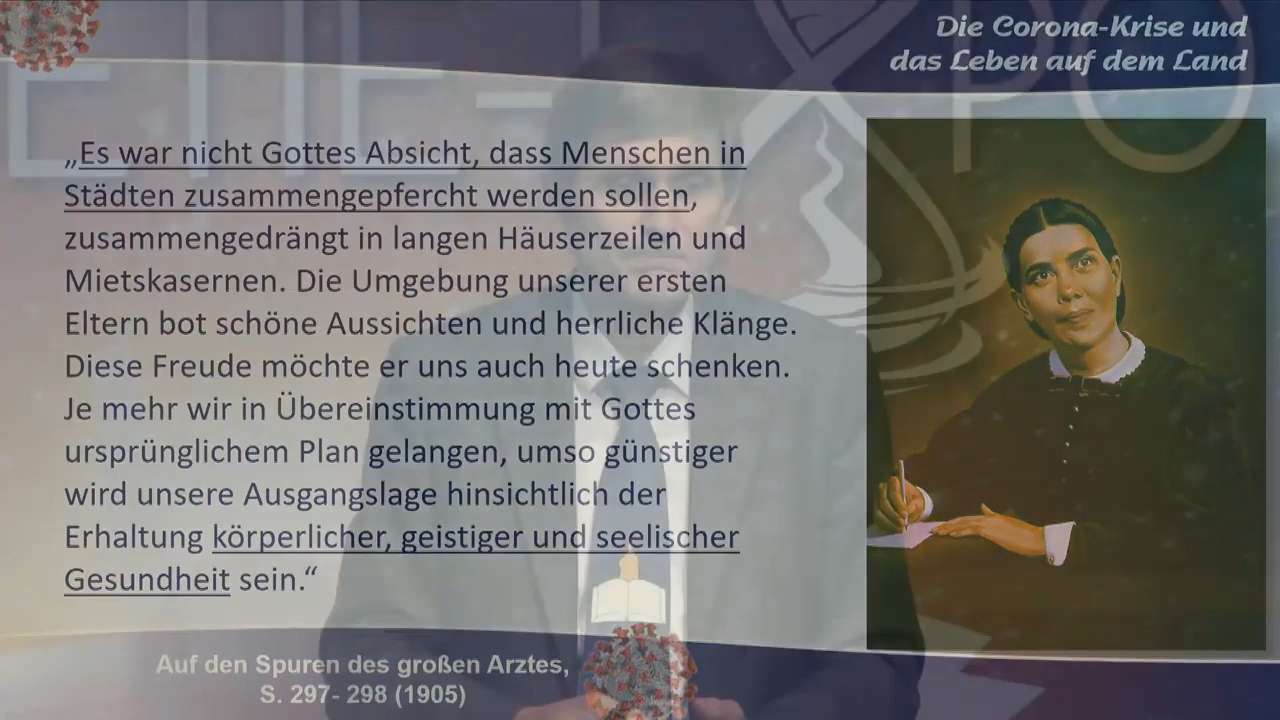 Die Corona-Krise und
das Leben auf dem Land
„Es war nicht Gottes Absicht, dass Menschen in
Städten zusammengepfercht werden sollen,
zusammengedrängt in langen Häuserzeilen und
Mietskasernen. Die Umgebung unserer ersten
Eltern bot schöne Aussichten und herrliche Klänge.
Diese Freude möchte er uns auch heute schenken.
Je mehr wir in Übereinstimmung mit Gottes
ursprünglichem Plan gelangen, umso günstiger
wird unsere Ausgangslage hinsichtlich der
Erhaltung körperlicher, geistiger und seelischer
Gesundheit sein.“
Auf den Spuren des großen Arztes,
S. 297- 298 (1905)